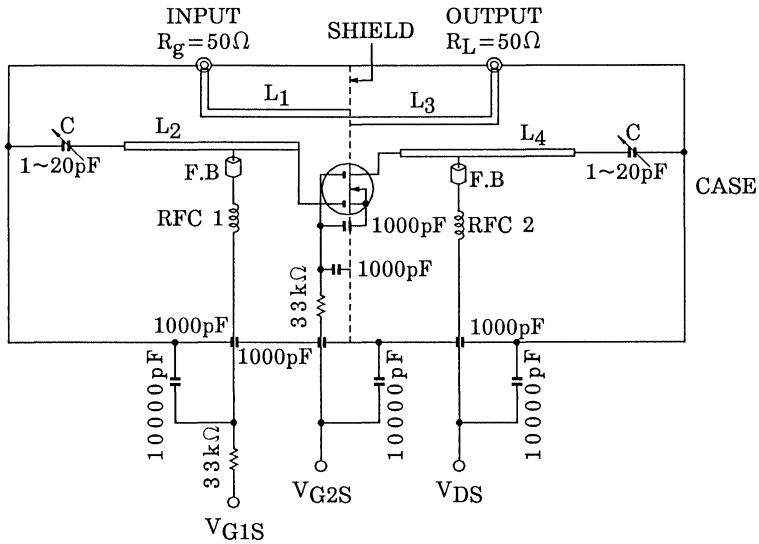 INPUT
Rg=50Ω
SHIELD
OUTPUT
RL=50Ω
L1
L3
C
1~20pF
L2
F.B
RFC 1
L4
C
1~20pF
F.B
RFC 2
CASE
1000pF
1000pF
33kΩ
1000pF
1000pF
1000pF
10000pF
10000pF
10000pF
33kΩ
VG1S
VG2S
VDS